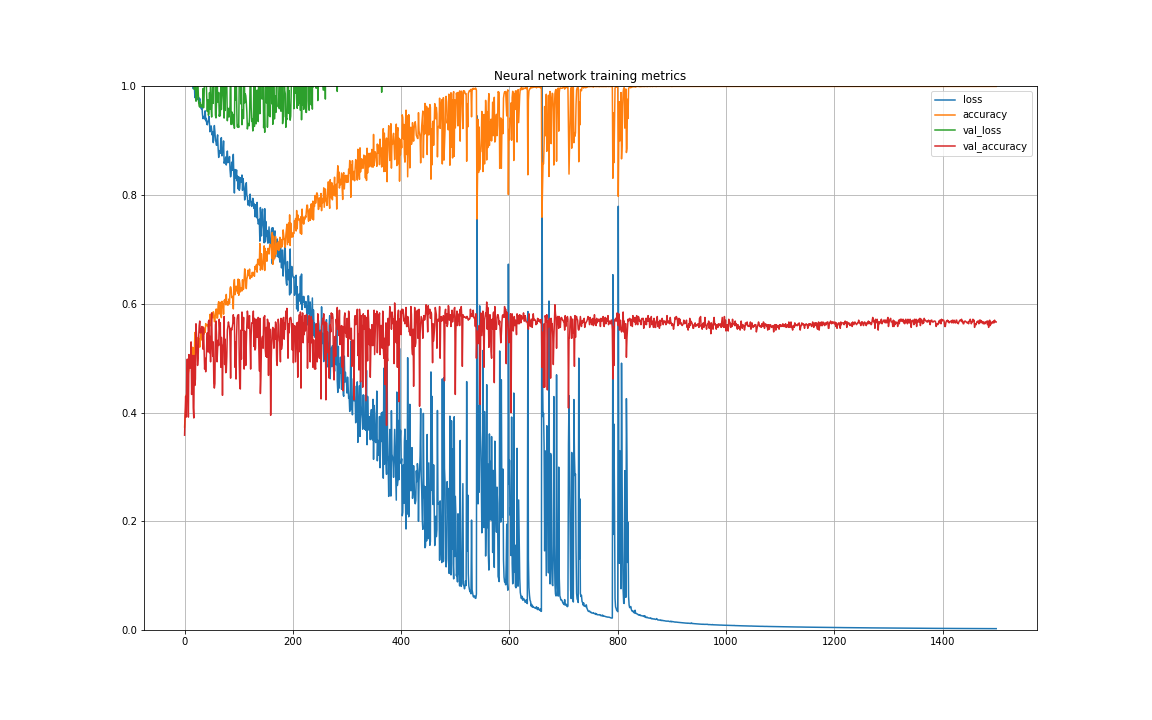 Neural network training metrics
1.0
0.8
0.6
0.4
0.2
0.0
loss
accuracy
val_loss
val_accuracy
0 200 400 600 800 1000 1200 1400